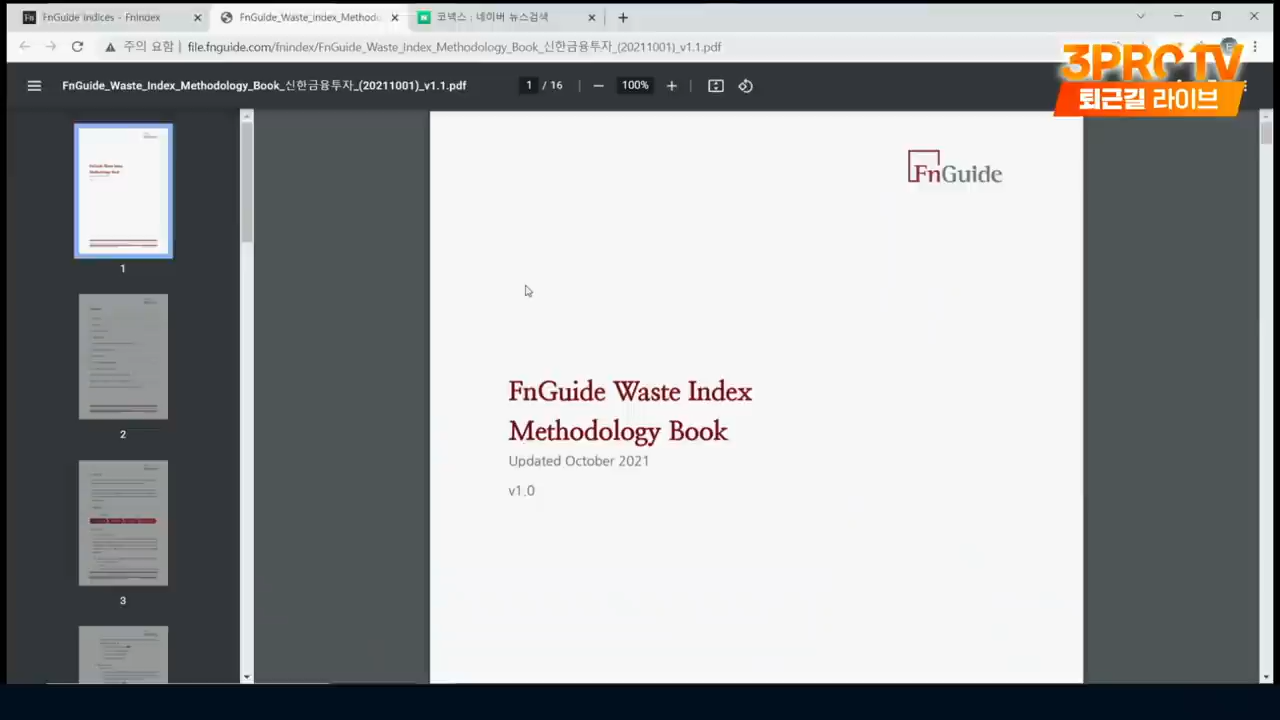 FnGuide Indices - FnIndex
FnGuide_Waste_Index_Methodo
코넥스 : 네이버 뉴스검색
주의 요함
file.fnguide.com/fnindex/FnGuide_Waste_Index_Methodology_Book_신한금융투자_(20211001)_v1.1.pdf
3PRO TV
퇴근길 라이브
FnGuide_Waste_Index_Methodology_Book_신한금융투자_(20211001)_v1.1.pdf
1 / 16
100%
1
2
3
FnGuide
FnGuide Waste Index
Methodology Book
Updated October 2021
v1.0